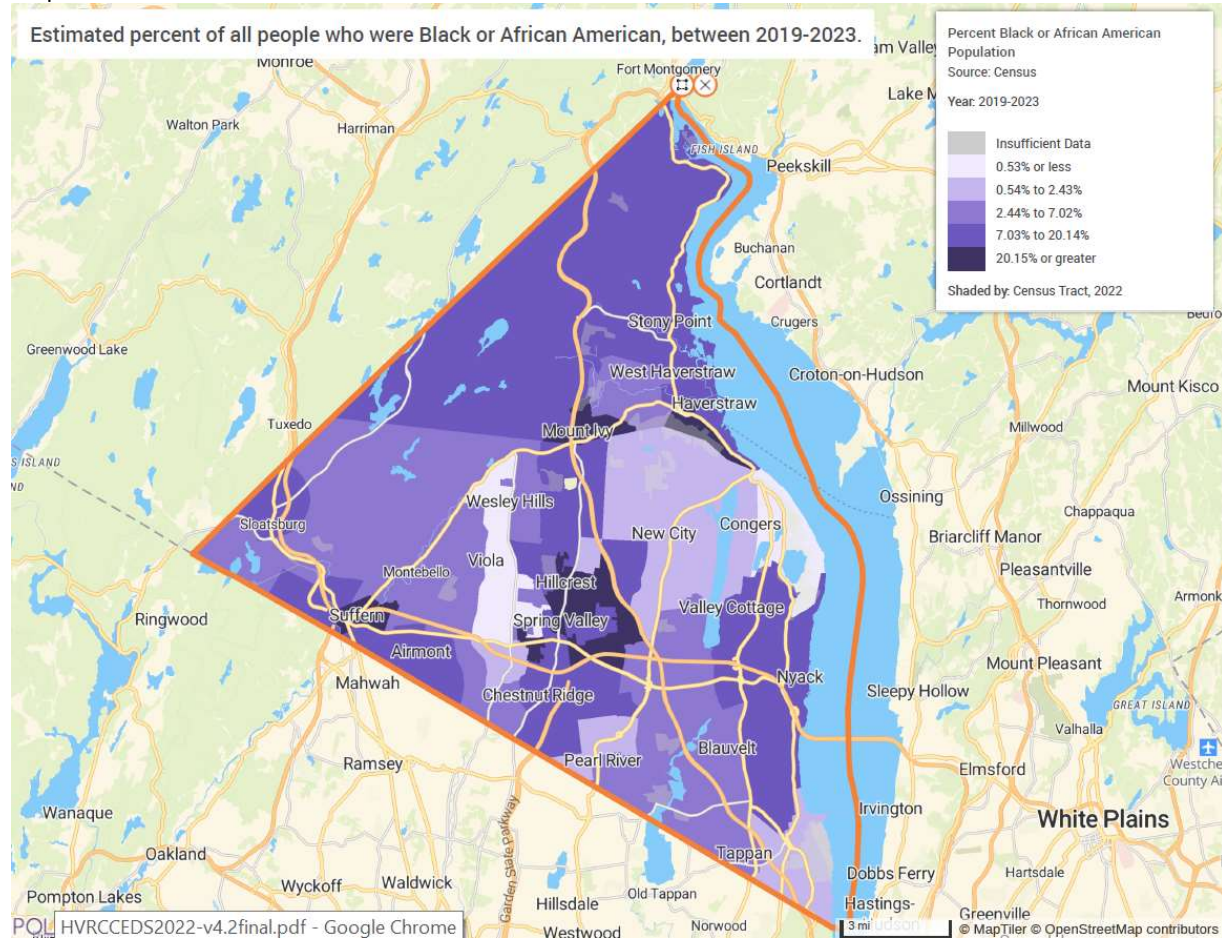 Estimated percent of all people who were Black or African American, between 2019-2023.
Percent Black or African American
Population
Source: Census
Year: 2019-2023
Insufficient Data
0.53% or less
0.54% to 2.43%
2.44% to 7.02%
7.03% to 20.14%
20.15% or greater
Shaded by: Census Tract, 2022
Monroe
Fort Montgomery
am Valley
Lake M
Walton Park
Harriman
FISH ISLAND
Peekskill
Buchanan
Cortlandt
Stony Point
Crugers
Greenwood Lake
West Haverstraw
Croton-on-Hudson
Mount Kisco
Haverstraw
Tuxedo
Mount Ivy
Millwood
S ISLAND
Wesley Hills
Ossining
Chappaqua
Sloatsburg
New City
Congers
Briarcliff Manor
Viola
Montebello
Hillcrest
Pleasantville
Ringwood
Suffern
Spring Valley
Valley Cottage
Thornwood
Armonk
Airmont
Mount Pleasant
Mahwah
Chestnut Ridge
Nyack
Sleepy Hollow
GREAT ISLAND
Valhalla
Ramsey
Pearl River
Blauvelt
Westche
County Ai
Elmsford
Wanaque
Garden State Parkway
Irvington
White Plains
Oakland
Tappan
Dobbs Ferry
Hartsdale
Pompton Lakes
Wyckoff
Waldwick
Hillsdale
Old Tappan
Hastings-
Greenville
POL
HVRCCEDS2022-v4.2final.pdf - Google Chrome
Westwood
Norwood
3 mi
© MapTiler © OpenStreetMap contributors